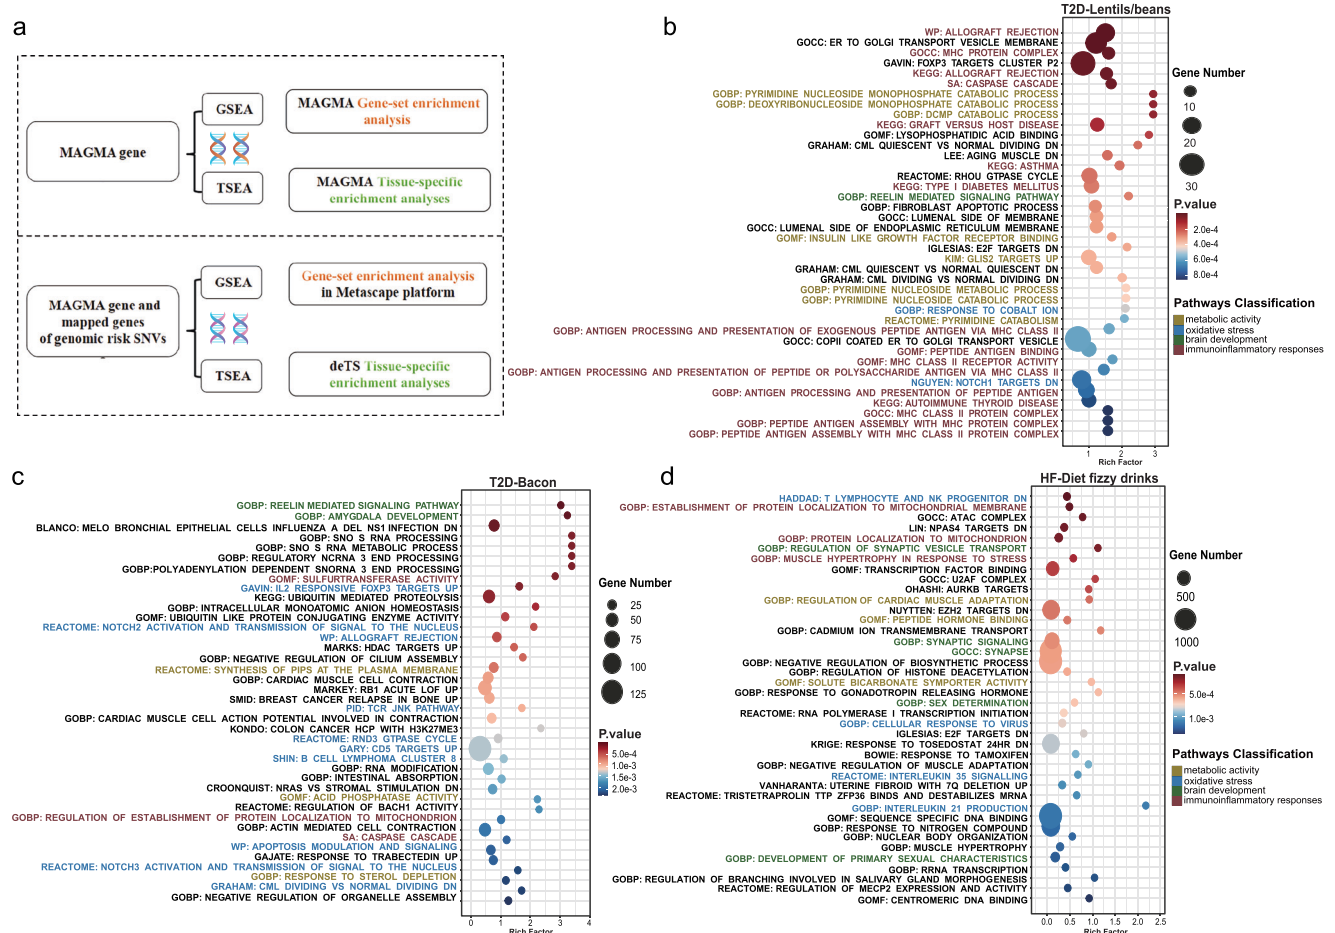 a
MAGMA gene
GSEA
TSEA
MAGMA Gene-set enrichment
analysis
MAGMA Tissue-specific
enrichment analyses
MAGMA gene and
mapped genes
of genomic risk SNVs
GSEA
TSEA
Gene-set enrichment analysis
in Metascape platform
deTS Tissue-specific
enrichment analyses
b
T2D-Lentils/beans
WP: ALLOGRAFT REJECTION
GOCC: ER TO GOLGI TRANSPORT VESICLE MEMBRANE
GOCC: MHC PROTEIN COMPLEX
GAVIN: FOXP3 TARGETS CLUSTER P2
KEGG: ALLOGRAFT REJECTION
SA: CASPASE CASCADE
GOBP: PYRIMIDINE NUCLEOSIDE MONOPHOSPHATE CATABOLIC PROCESS
GOBP: DEOXYRIBONUCLEOSIDE MONOPHOSPHATE CATABOLIC PROCESS
GOBP: DCMP CATABOLIC PROCESS
KEGG: GRAFT VERSUS HOST DISEASE
GOMF: LYSOPHOSPHATIDIC ACID BINDING
GRAHAM: CML QUIESCENT VS NORMAL DIVIDING DN
LEE: AGING MUSCLE DN
KEGG: ASTHMA
REACTOME: RHOU GTPASE CYCLE
KEGG: TYPE I DIABETES MELLITUS
GOBP: REELIN MEDIATED SIGNALING PATHWAY
GOBP: FIBROBLAST APOPTOTIC PROCESS
GOCC: LUMENAL SIDE OF MEMBRANE
GOCC: LUMENAL SIDE OF ENDOPLASMIC RETICULUM MEMBRANE
GOMF: INSULIN LIKE GROWTH FACTOR RECEPTOR BINDING
IGLESIAS: E2F TARGETS DN
KIM: GLIS2 TARGETS UP
GRAHAM: CML QUIESCENT VS NORMAL QUIESCENT DN
GRAHAM: CML DIVIDING VS NORMAL DIVIDING DN
GOBP: PYRIMIDINE NUCLEOSIDE METABOLIC PROCESS
GOBP: PYRIMIDINE NUCLEOSIDE CATABOLIC PROCESS
GOBP: RESPONSE TO COBALT ION
REACTOME: PYRIMIDINE CATABOLISM
GOBP: ANTIGEN PROCESSING AND PRESENTATION OF EXOGENOUS PEPTIDE ANTIGEN VIA MHC CLASS II
GOCC: COPII COATED ER TO GOLGI TRANSPORT VESICLE
GOMF: PEPTIDE ANTIGEN BINDING
GOMF: MHC CLASS II RECEPTOR ACTIVITY
GOBP: ANTIGEN PROCESSING AND PRESENTATION OF PEPTIDE OR POLYSACCHARIDE ANTIGEN VIA MHC CLASS II
NGUYEN: NOTCH1 TARGETS DN
GOBP: ANTIGEN PROCESSING AND PRESENTATION OF PEPTIDE ANTIGEN
KEGG: AUTOIMMUNE THYROID DISEASE
GOCC: MHC CLASS II PROTEIN COMPLEX
GOBP: PEPTIDE ANTIGEN ASSEMBLY WITH MHC PROTEIN COMPLEX
GOBP: PEPTIDE ANTIGEN ASSEMBLY WITH MHC CLASS II PROTEIN COMPLEX
1 2 3
Rich Factor
Gene Number
10
20
30
P.value
2.0e-4
4.0e-4
6.0e-4
8.0e-4
Pathways Classification
metabolic activity
oxidative stress
brain development
immunoinflammatory responses
c
T2D-Bacon
GOBP: REELIN MEDIATED SIGNALING PATHWAY
GOBP: AMYGDALA DEVELOPMENT
BLANCO: MELO BRONCHIAL EPITHELIAL CELLS INFLUENZA A DEL NS1 INFECTION DN
GOBP: SNO S RNA PROCESSING
GOBP: SNO S RNA METABOLIC PROCESS
GOBP: REGULATORY NCRNA 3 END PROCESSING
GOBP:POLYADENYLATION DEPENDENT SNORNA 3 END PROCESSING
GOMF: SULFURTRANSFERASE ACTIVITY
GAVIN: IL2 RESPONSIVE FOXP3 TARGETS UP
KEGG: UBIQUITIN MEDIATED PROTEOLYSIS
GOBP: INTRACELLULAR MONOATOMIC ANION HOMEOSTASIS
GOMF: UBIQUITIN LIKE PROTEIN CONJUGATING ENZYME ACTIVITY
REACTOME: NOTCH2 ACTIVATION AND TRANSMISSION OF SIGNAL TO THE NUCLEUS
WP: ALLOGRAFT REJECTION
MARKS: HDAC TARGETS UP
GOBP: NEGATIVE REGULATION OF CILIUM ASSEMBLY
REACTOME: SYNTHESIS OF PIPS AT THE PLASMA MEMBRANE
GOBP: CARDIAC MUSCLE CELL CONTRACTION
MARKEY: RB1 ACUTE LOF UP
SMID: BREAST CANCER RELAPSE IN BONE UP
PID: TCR JNK PATHWAY
GOBP: CARDIAC MUSCLE CELL ACTION POTENTIAL INVOLVED IN CONTRACTION
KONDO: COLON CANCER HCP WITH H3K27ME3
REACTOME: RND3 GTPASE CYCLE
GARY: CD5 TARGETS UP
SHIN: B CELL LYMPHOMA CLUSTER 8
GOBP: RNA MODIFICATION
GOBP: INTESTINAL ABSORPTION
CROONQUIST: NRAS VS STROMAL STIMULATION DN
GOMF: ACID PHOSPHATASE ACTIVITY
REACTOME: REGULATION OF BACH1 ACTIVITY
GOBP: REGULATION OF ESTABLISHMENT OF PROTEIN LOCALIZATION TO MITOCHONDRION
GOBP: ACTIN MEDIATED CELL CONTRACTION
SA: CASPASE CASCADE
WP: APOPTOSIS MODULATION AND SIGNALING
GAJATE: RESPONSE TO TRABECTEDIN UP
REACTOME: NOTCH3 ACTIVATION AND TRANSMISSION OF SIGNAL TO THE NUCLEUS
GOBP: RESPONSE TO STEROL DEPLETION
GRAHAM: CML DIVIDING VS NORMAL DIVIDING DN
GOBP: NEGATIVE REGULATION OF ORGANELLE ASSEMBLY
0 1 2 3 4
Rich Factor
Gene Number
25
50
75
100
125
P.value
5.0e-4
1.0e-3
1.5e-3
2.0e-3
d
HF-Diet fizzy drinks
HADDAD: T LYMPHOCYTE AND NK PROGENITOR DN
GOBP: ESTABLISHMENT OF PROTEIN LOCALIZATION TO MITOCHONDRIAL MEMBRANE
GOCC: ATAC COMPLEX
LIN: NPAS4 TARGETS DN
GOBP: PROTEIN LOCALIZATION TO MITOCHONDRION
GOBP: REGULATION OF SYNAPTIC VESICLE TRANSPORT
GOBP: MUSCLE HYPERTROPHY IN RESPONSE TO STRESS
GOMF: TRANSCRIPTION FACTOR BINDING
GOCC: U2AF COMPLEX
OHASHI: AURKB TARGETS
GOBP: REGULATION OF CARDIAC MUSCLE ADAPTATION
NUYTTEN: EZH2 TARGETS DN
GOMF: PEPTIDE HORMONE BINDING
GOBP: CADMIUM ION TRANSMEMBRANE TRANSPORT
GOBP: SYNAPTIC SIGNALING
GOCC: SYNAPSE
GOBP: NEGATIVE REGULATION OF BIOSYNTHETIC PROCESS
GOBP: REGULATION OF HISTONE DEACETYLATION
GOMF: SOLUTE BICARBONATE SYMPORTER ACTIVITY
GOBP: RESPONSE TO GONADOTROPIN RELEASING HORMONE
GOBP: SEX DETERMINATION
REACTOME: RNA POLYMERASE I TRANSCRIPTION INITIATION
GOBP: CELLULAR RESPONSE TO VIRUS
IGLESIAS: E2F TARGETS DN
KRIGE: RESPONSE TO TOSEDOSTAT 24HR DN
BOWIE: RESPONSE TO TAMOXIFEN
GOBP: NEGATIVE REGULATION OF MUSCLE ADAPTATION
REACTOME: INTERLEUKIN 35 SIGNALLING
VANHARANTA: UTERINE FIBROID WITH 7Q DELETION UP
REACTOME: TRISTETRAPROLIN TTP ZFP36 BINDS AND DESTABILIZES MRNA
GOBP: INTERLEUKIN 21 PRODUCTION
GOMF: SEQUENCE SPECIFIC DNA BINDING
GOBP: RESPONSE TO NITROGEN COMPOUND
GOBP: NUCLEAR BODY ORGANIZATION
GOBP: MUSCLE HYPERTROPHY
GOBP: DEVELOPMENT OF PRIMARY SEXUAL CHARACTERISTICS
GOBP: RRNA TRANSCRIPTION
GOBP: REGULATION OF BRANCHING INVOLVED IN SALIVARY GLAND MORPHOGENESIS
REACTOME: REGULATION OF MECP2 EXPRESSION AND ACTIVITY
GOMF: CENTROMERIC DNA BINDING
0.0 0.5 1.0 1.5 2.0 2.5
Rich Factor
Gene Number
500
1000
P.value
5.0e-4
1.0e-3
Pathways Classification
metabolic activity
oxidative stress
brain development
immunoinflammatory responses